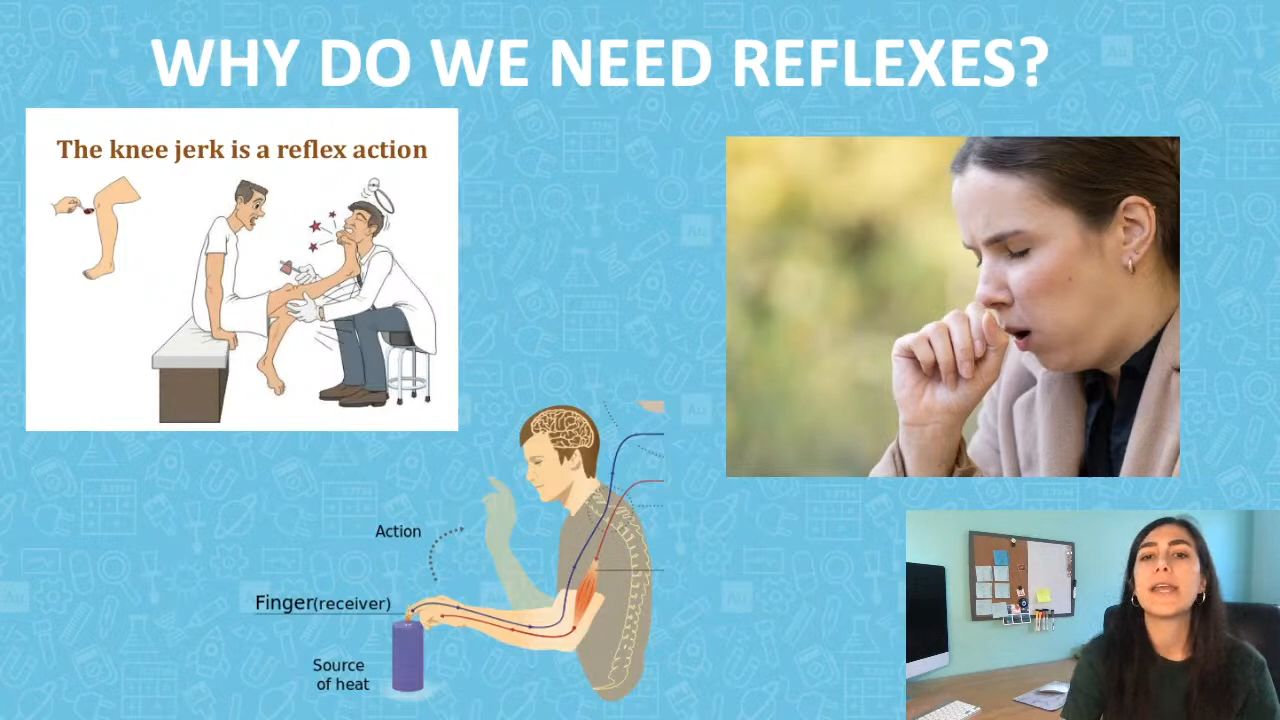 WHY DO WE NEED REFLEXES?
The knee jerk is a reflex action
Action
Finger(receiver)
Source
of heat